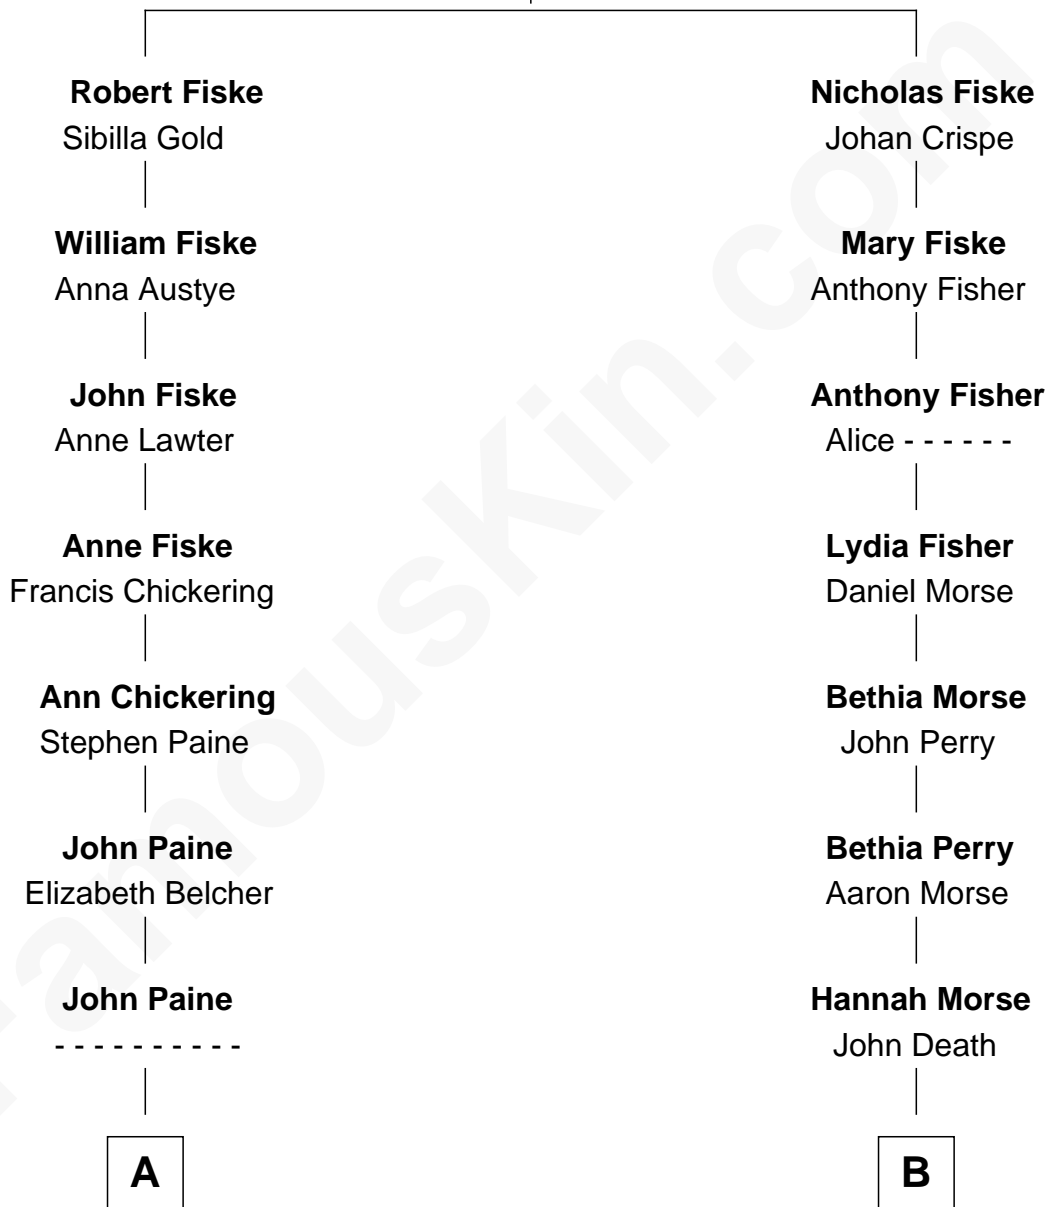 Robert Fiske
Sibilla Gold
William Fiske
Anna Austye
John Fiske
Anne Lawter
Anne Fiske
Francis Chickering
Ann Chickering
Stephen Paine
John Paine
Elizabeth Belcher
John Paine
- - - - - - - - - -
A
Nicholas Fiske
Johan Crispe
Mary Fiske
Anthony Fisher
Anthony Fisher
Alice - - - - - -
Lydia Fisher
Daniel Morse
Bethia Morse
John Perry
Bethia Perry
Aaron Morse
Hannah Morse
John Death
B
FamousKin.com